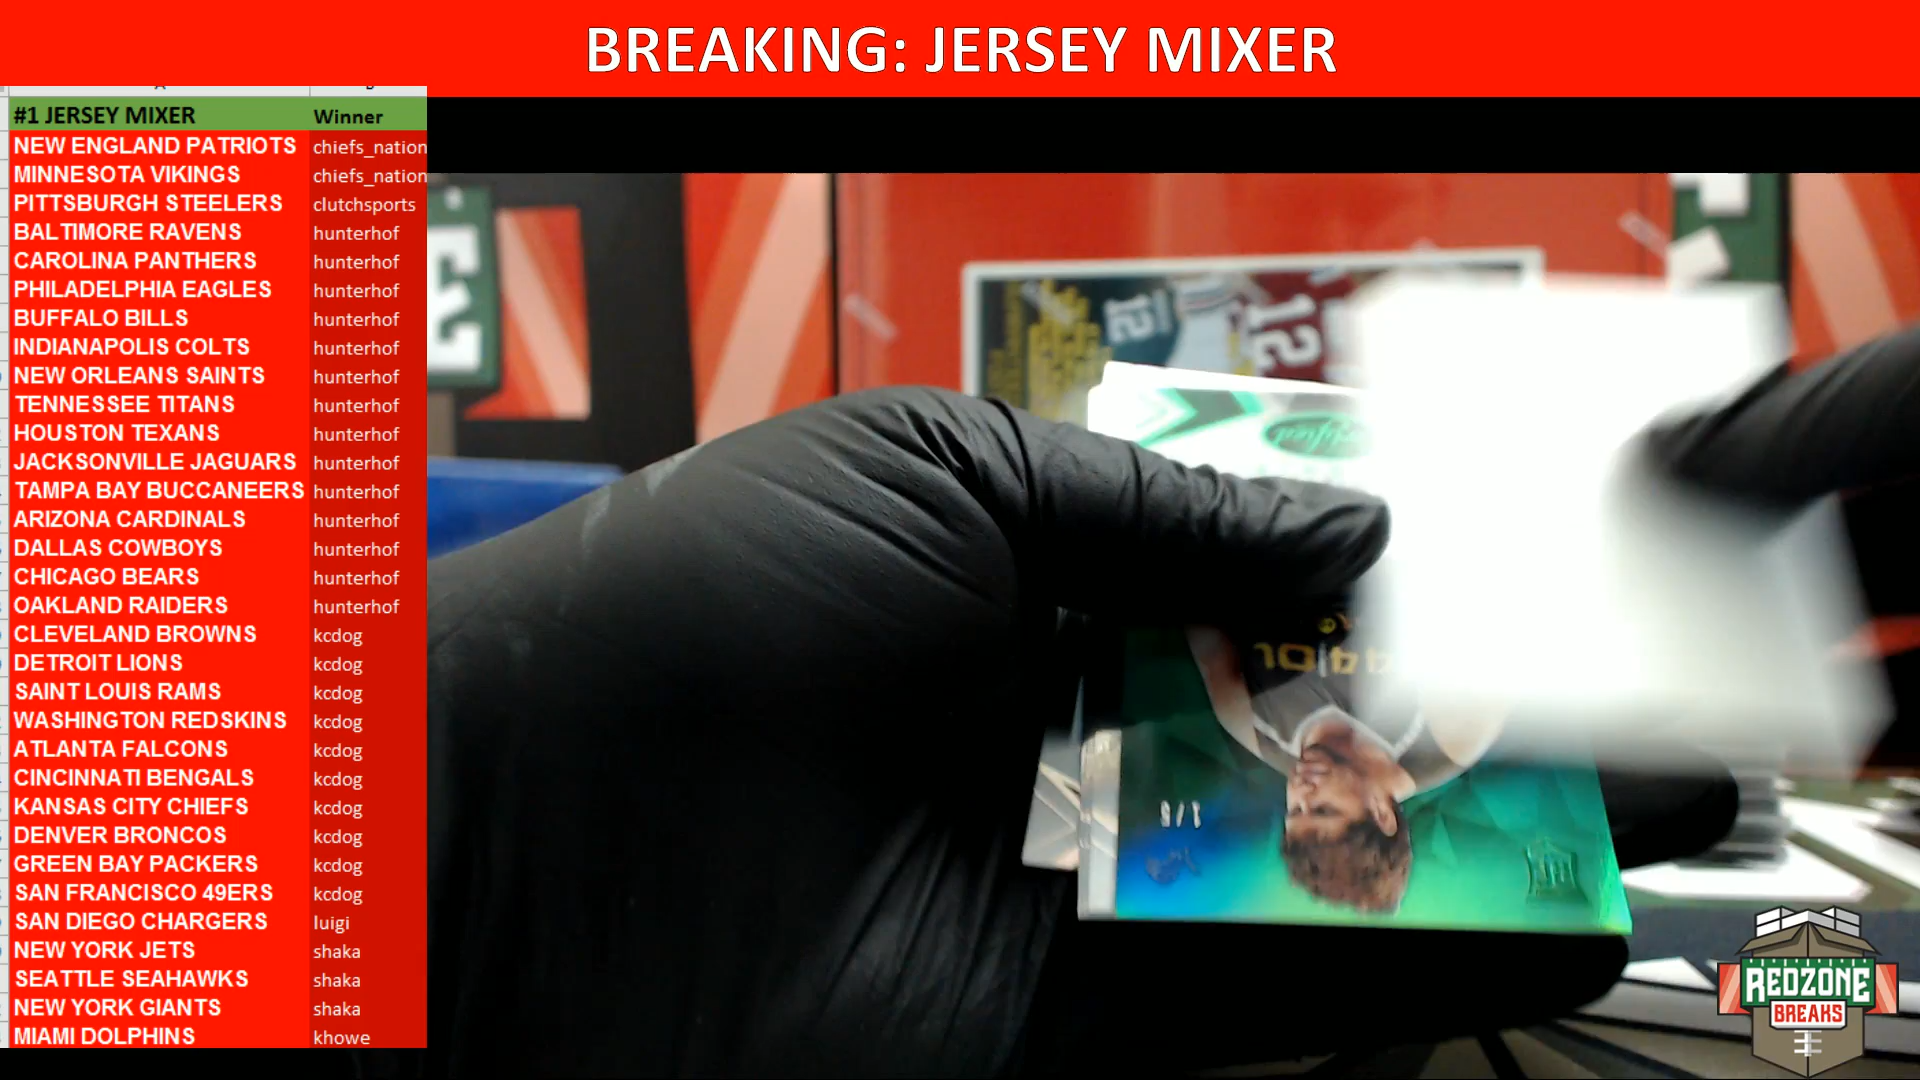 BREAKING: JERSEY MIXER
#1 JERSEY MIXER Winner
NEW ENGLAND PATRIOTS chiefs_nation
MINNESOTA VIKINGS chiefs_nation
PITTSBURGH STEELERS clutchsports
BALTIMORE RAVENS hunterhof
CAROLINA PANTHERS hunterhof
PHILADELPHIA EAGLES hunterhof
BUFFALO BILLS hunterhof
INDIANAPOLIS COLTS hunterhof
NEW ORLEANS SAINTS hunterhof
TENNESSEE TITANS hunterhof
HOUSTON TEXANS hunterhof
JACKSONVILLE JAGUARS hunterhof
TAMPA BAY BUCCANEERS hunterhof
ARIZONA CARDINALS hunterhof
DALLAS COWBOYS hunterhof
CHICAGO BEARS hunterhof
OAKLAND RAIDERS hunterhof
CLEVELAND BROWNS kcdog
DETROIT LIONS kcdog
SAINT LOUIS RAMS kcdog
WASHINGTON REDSKINS kcdog
ATLANTA FALCONS kcdog
CINCINNATI BENGALS kcdog
KANSAS CITY CHIEFS kcdog
DENVER BRONCOS kcdog
GREEN BAY PACKERS kcdog
SAN FRANCISCO 49ERS kcdog
SAN DIEGO CHARGERS luigi
NEW YORK JETS shaka
SEATTLE SEAHAWKS shaka
NEW YORK GIANTS shaka
MIAMI DOLPHINS khowe
12
12
Certified
1/5
REDZONE
BREAKS